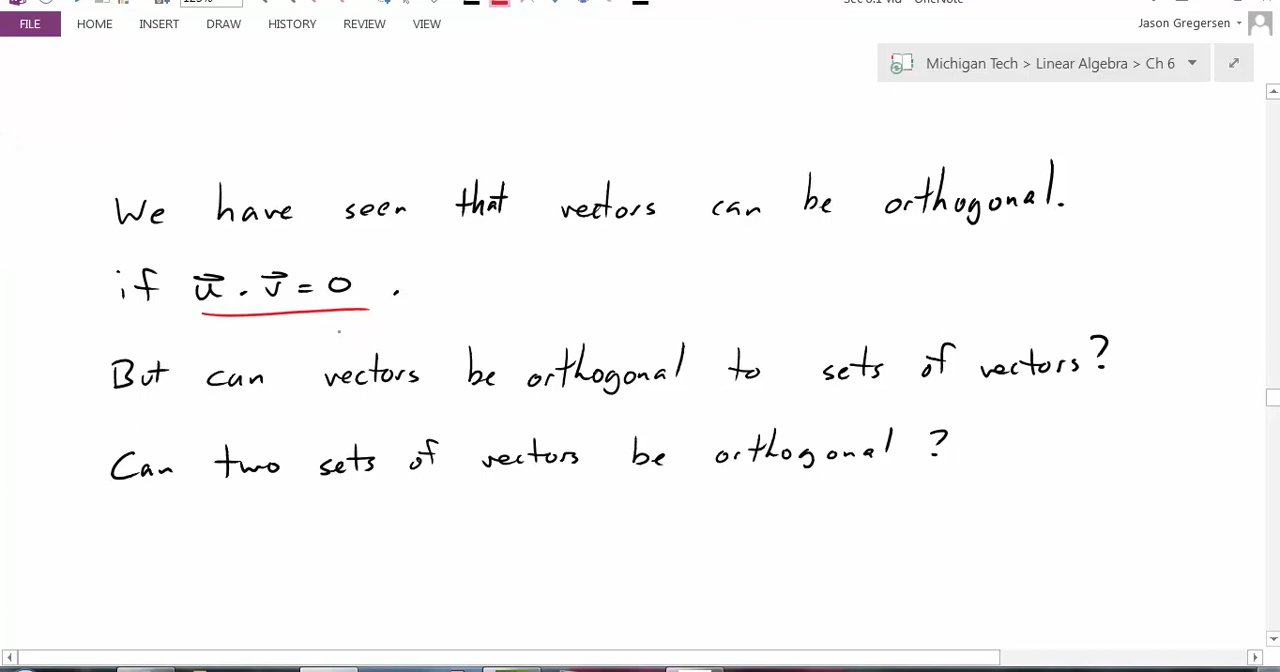 FILE HOME INSERT DRAW HISTORY REVIEW VIEW Jason Gregersen
Michigan Tech > Linear Algebra > Ch 6
We have seen that vectors can be orthogonal.
if u⃗ · v⃗ = 0 .
But can vectors be orthogonal to sets of vectors?
Can two sets of vectors be orthogonal ?